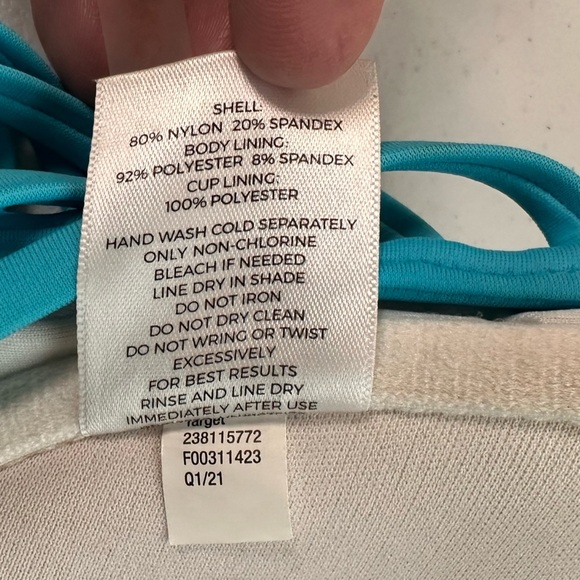 SHELL:
80% NYLON 20% SPANDEX
BODY LINING:
92% POLYESTER 8% SPANDEX
CUP LINING:
100% POLYESTER
HAND WASH COLD SEPARATELY
ONLY NON-CHLORINE
BLEACH IF NEEDED
LINE DRY IN SHADE
DO NOT IRON
DO NOT DRY CLEAN
DO NOT WRING OR TWIST
EXCESSIVELY
FOR BEST RESULTS
RINSE AND LINE DRY
IMMEDIATELY AFTER USE
Target
238115772
F00311423
Q1/21